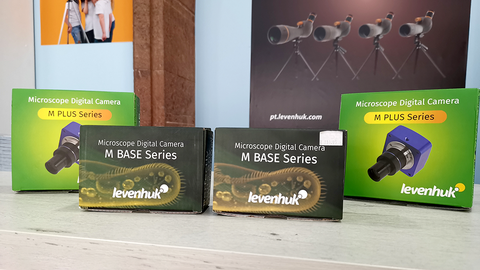 pt.levenhuk.com
Microscope Digital Camera
M PLUS Series
Microscope Digital Camera
M BASE Series
levenhuk
Microscope Digital Camera
M BASE Series
levenhuk
Microscope Digital Camera
M PLUS Series
levenhuk